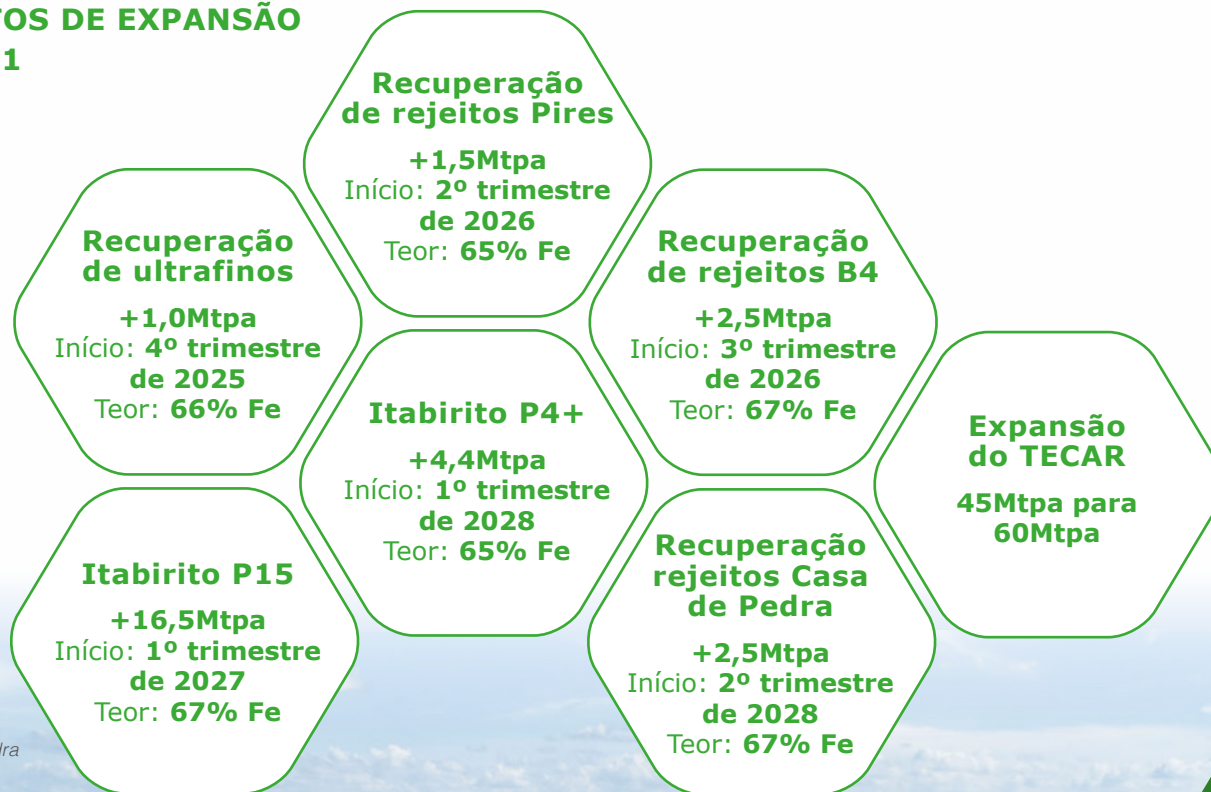 TOS DE EXPANSÃO
1
Recuperação
de rejeitos Pires
+1,5Mtpa
Início: 2º trimestre
de 2026
Teor: 65% Fe
Recuperação
de ultrafinos
+1,0Mtpa
Início: 4º trimestre
de 2025
Teor: 66% Fe
Recuperação
de rejeitos B4
+2,5Mtpa
Início: 3º trimestre
de 2026
Teor: 67% Fe
Itabirito P4+
+4,4Mtpa
Início: 1º trimestre
de 2028
Teor: 65% Fe
Expansão
do TECAR
45Mtpa para
60Mtpa
Itabirito P15
+16,5Mtpa
Início: 1º trimestre
de 2027
Teor: 67% Fe
Recuperação
rejeitos Casa
de Pedra
+2,5Mtpa
Início: 2º trimestre
de 2028
Teor: 67% Fe
dra